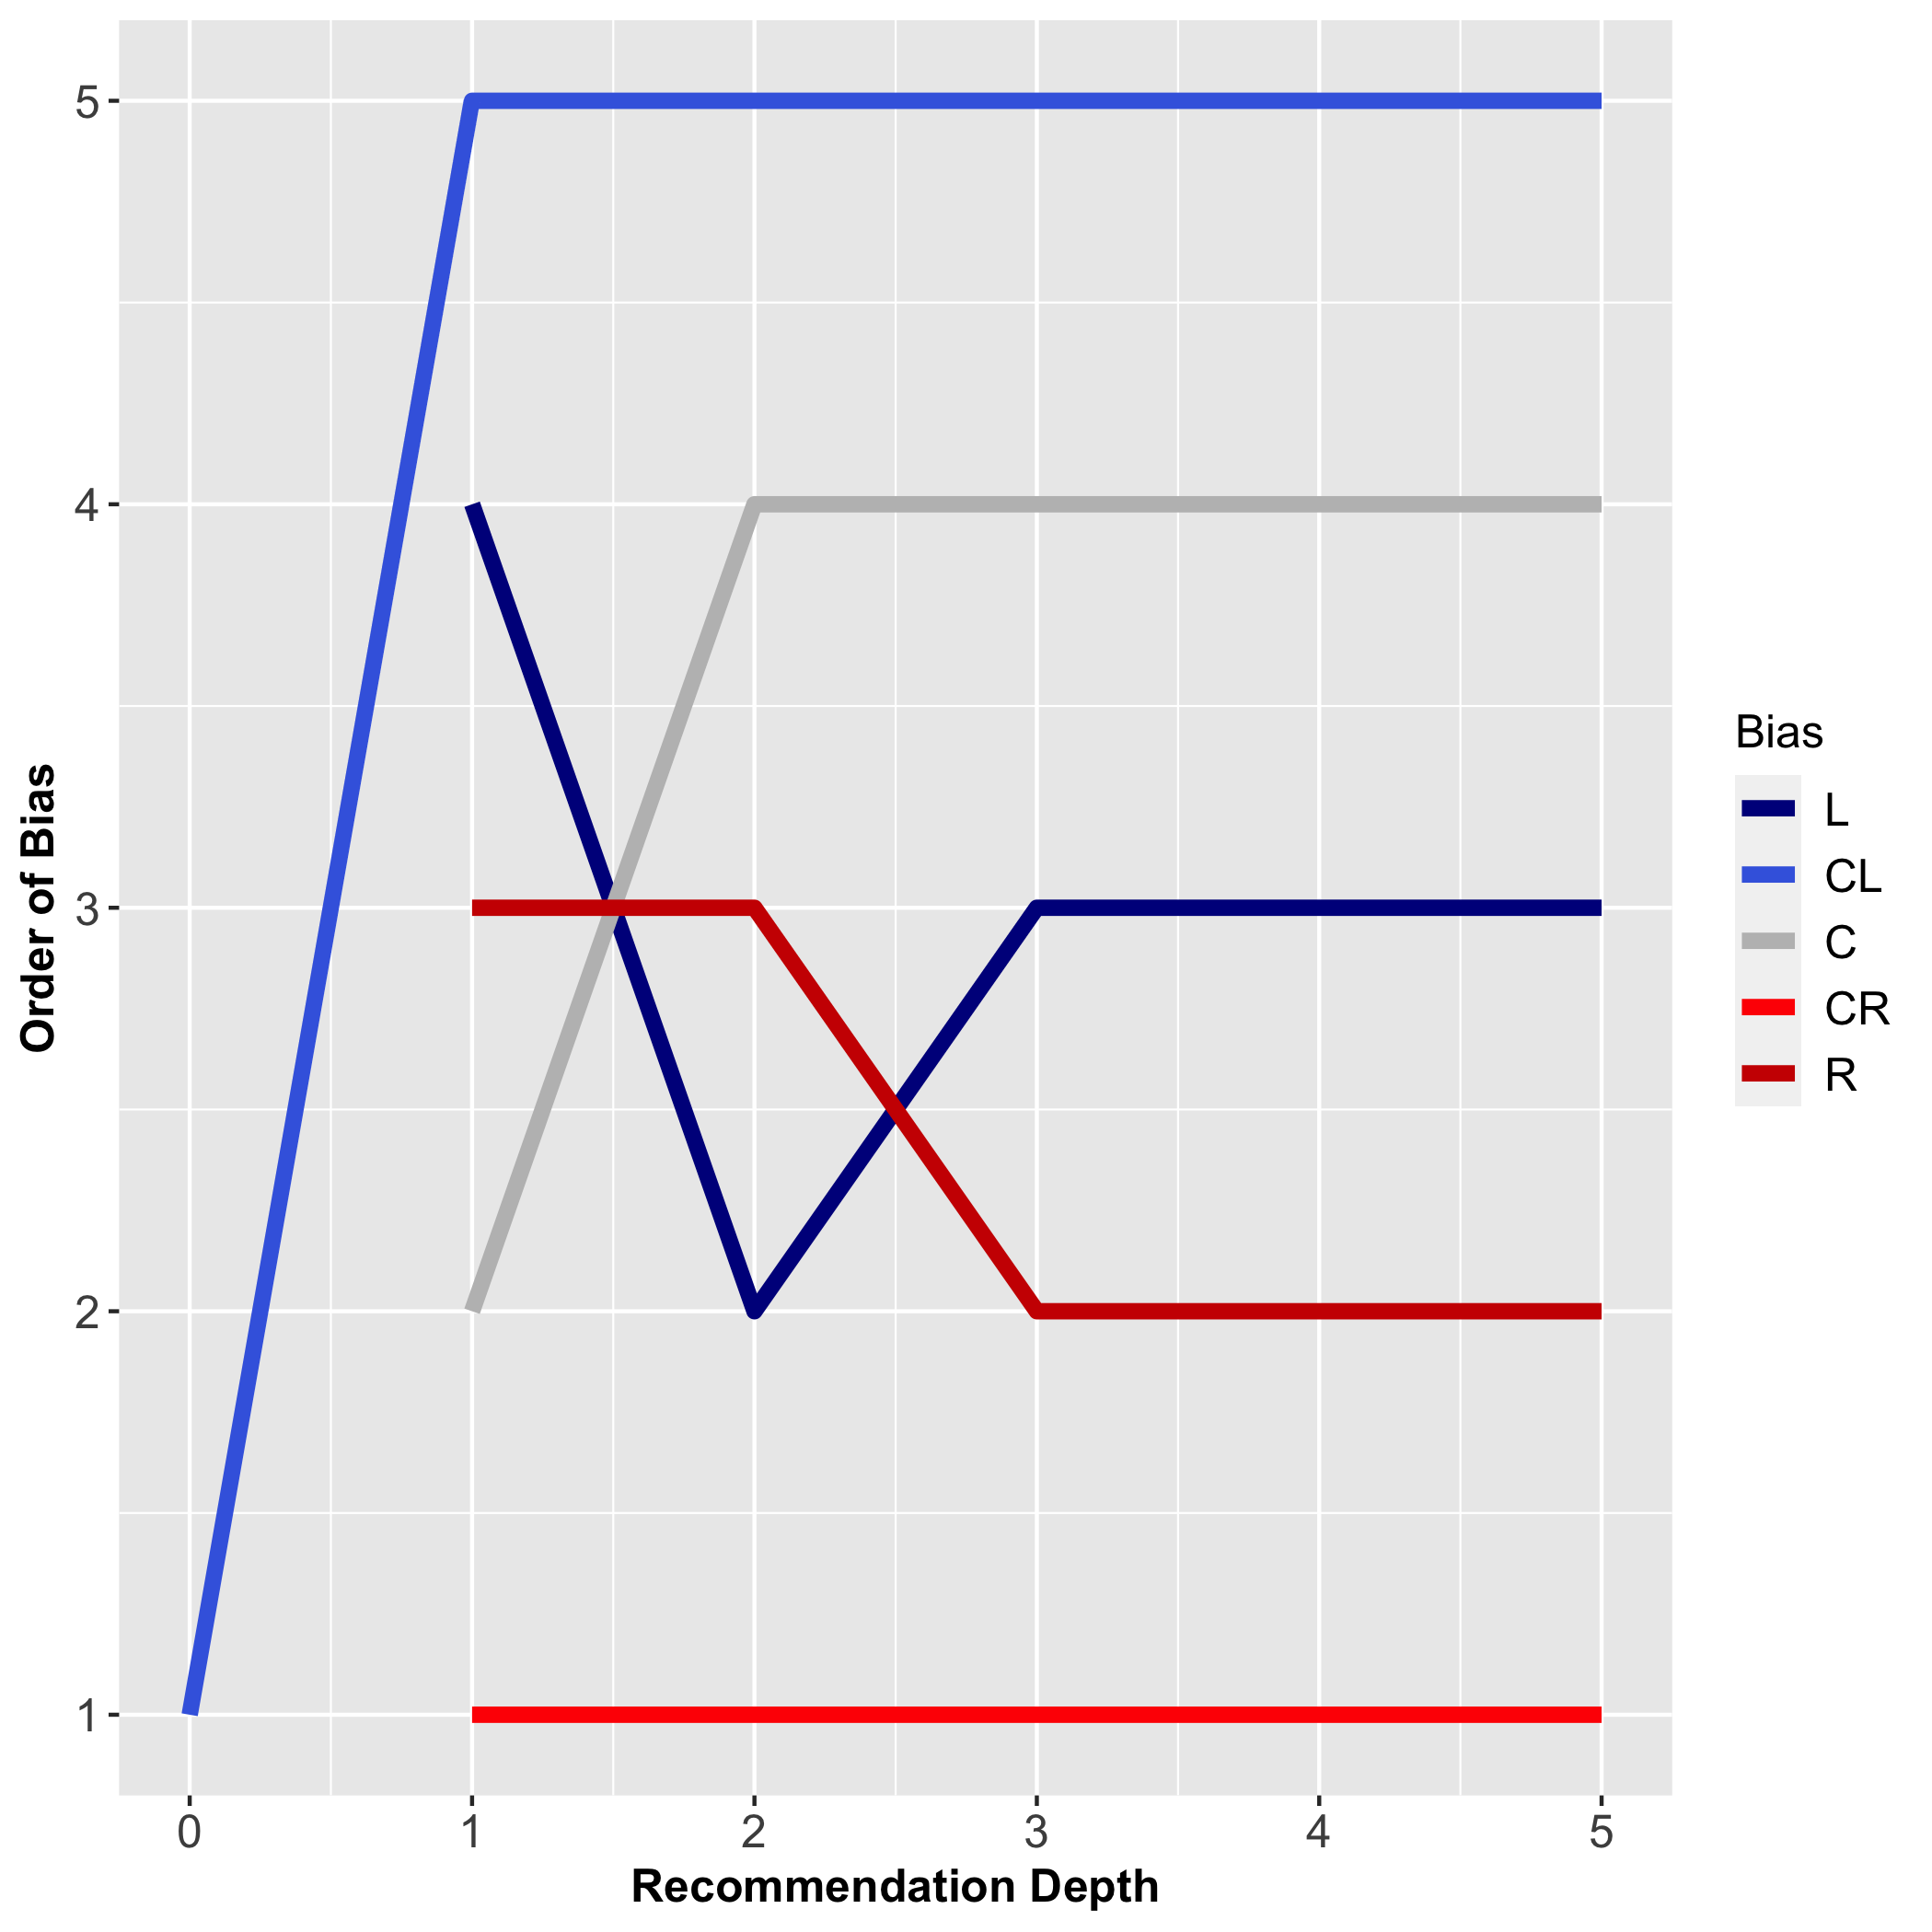 5
4
3
2
1
Order of Bias
0 1 2 3 4 5
Recommendation Depth
Bias
L
CL
C
CR
R